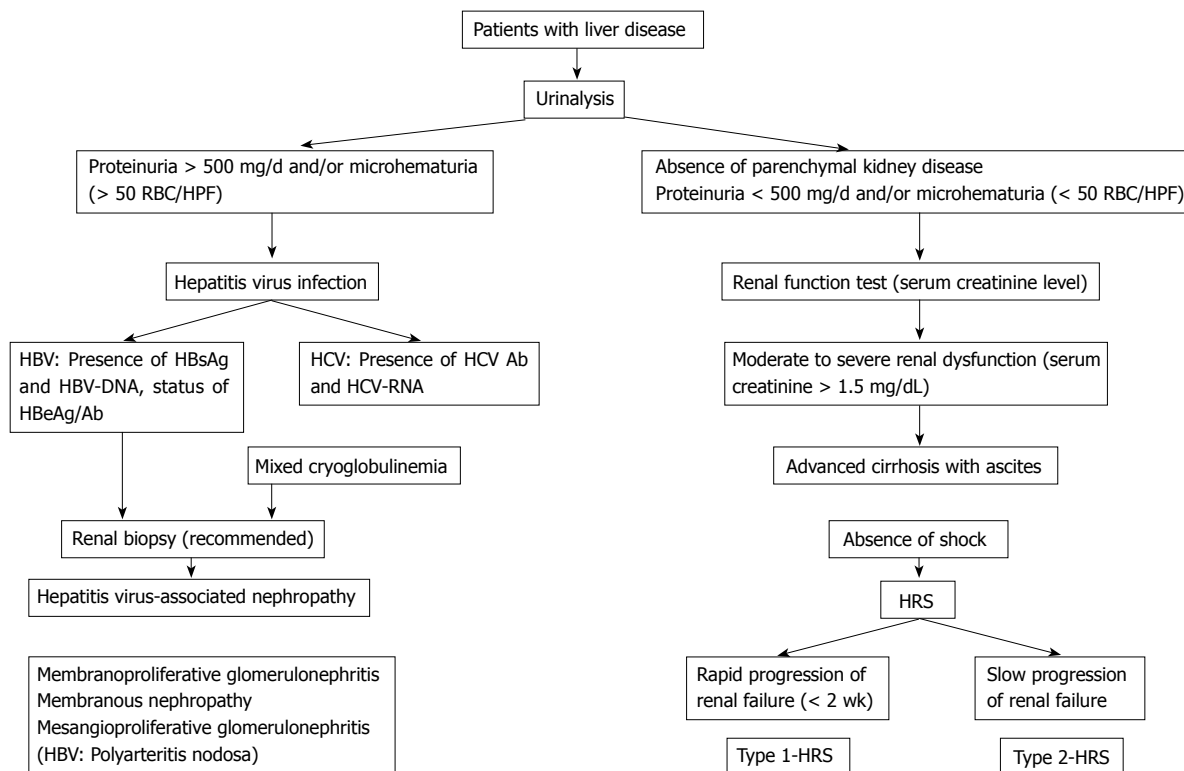 Patients with liver disease
Urinalysis
Proteinuria > 500 mg/d and/or microhematuria
(> 50 RBC/HPF)
Absence of parenchymal kidney disease
Proteinuria < 500 mg/d and/or microhematuria (< 50 RBC/HPF)
Hepatitis virus infection
Renal function test (serum creatinine level)
HBV: Presence of HBsAg
and HBV-DNA, status of
HBeAg/Ab
HCV: Presence of HCV Ab
and HCV-RNA
Moderate to severe renal dysfunction (serum
creatinine > 1.5 mg/dL)
Mixed cryoglobulinemia
Advanced cirrhosis with ascites
Renal biopsy (recommended)
Absence of shock
Hepatitis virus-associated nephropathy
HRS
Membranoproliferative glomerulonephritis
Membranous nephropathy
Mesangioproliferative glomerulonephritis
(HBV: Polyarteritis nodosa)
Rapid progression of
renal failure (< 2 wk)
Slow progression
of renal failure
Type 1-HRS
Type 2-HRS